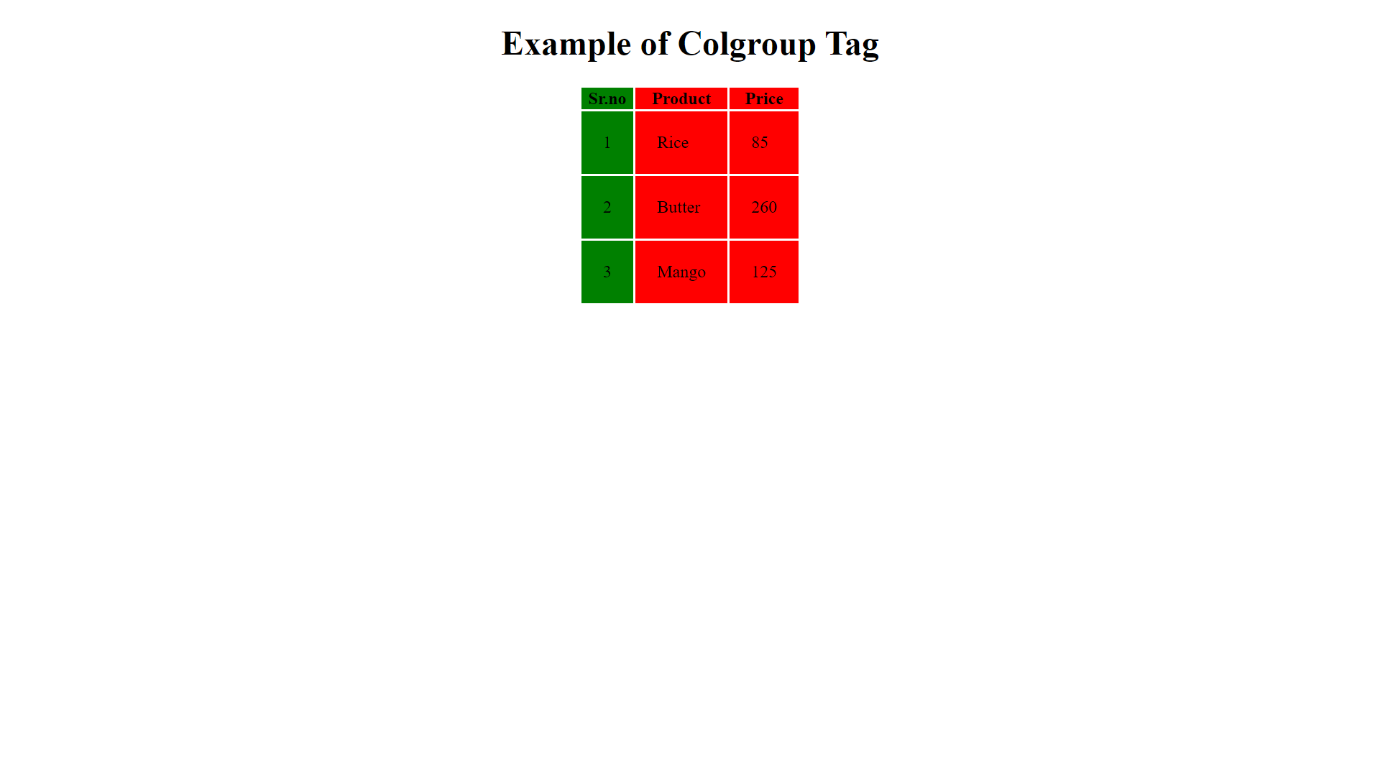 Example of Colgroup Tag
Sr.no Product Price
1 Rice 85
2 Butter 260
3 Mango 125